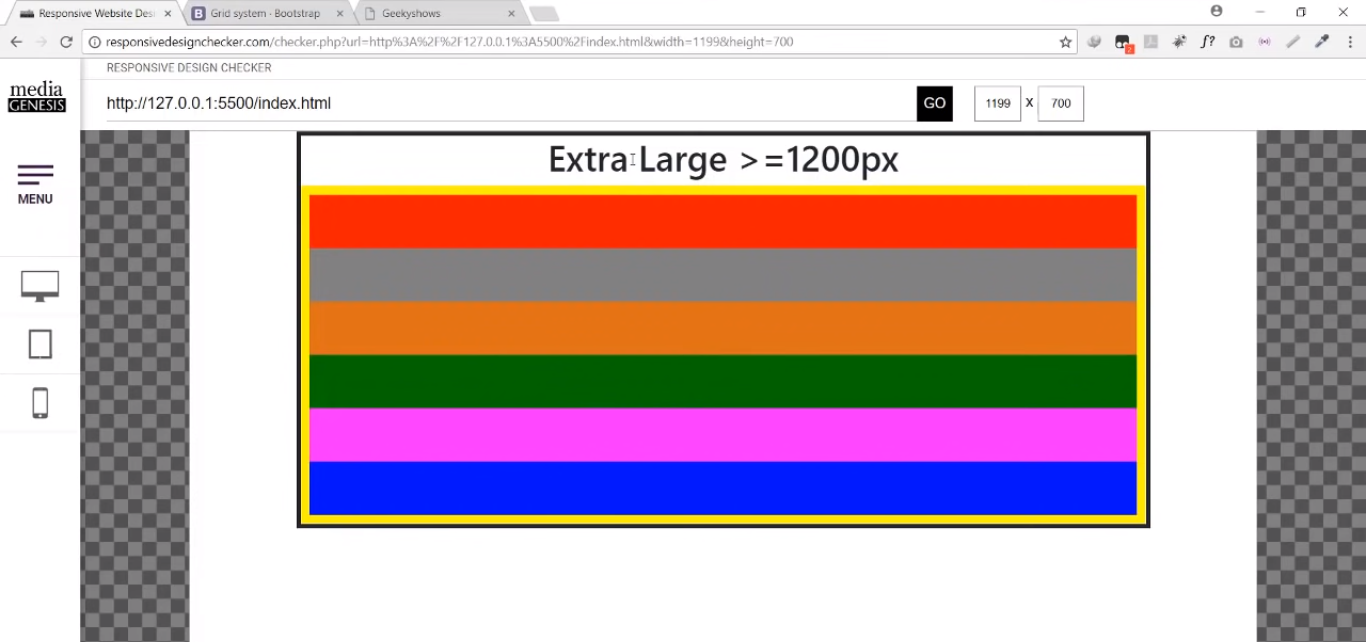 Responsive Website Des
Grid system - Bootstrap
Geekyshows
responsivedesignchecker.com/checker.php?url=http%3A%2F%2F127.0.0.1%3A5500%2Findex.html&width=1199&height=700
f?
2
RESPONSIVE DESIGN CHECKER
media
GENESIS
http://127.0.0.1:5500/index.html
GO
1199 X 700
MENU
Extra Large >=1200px